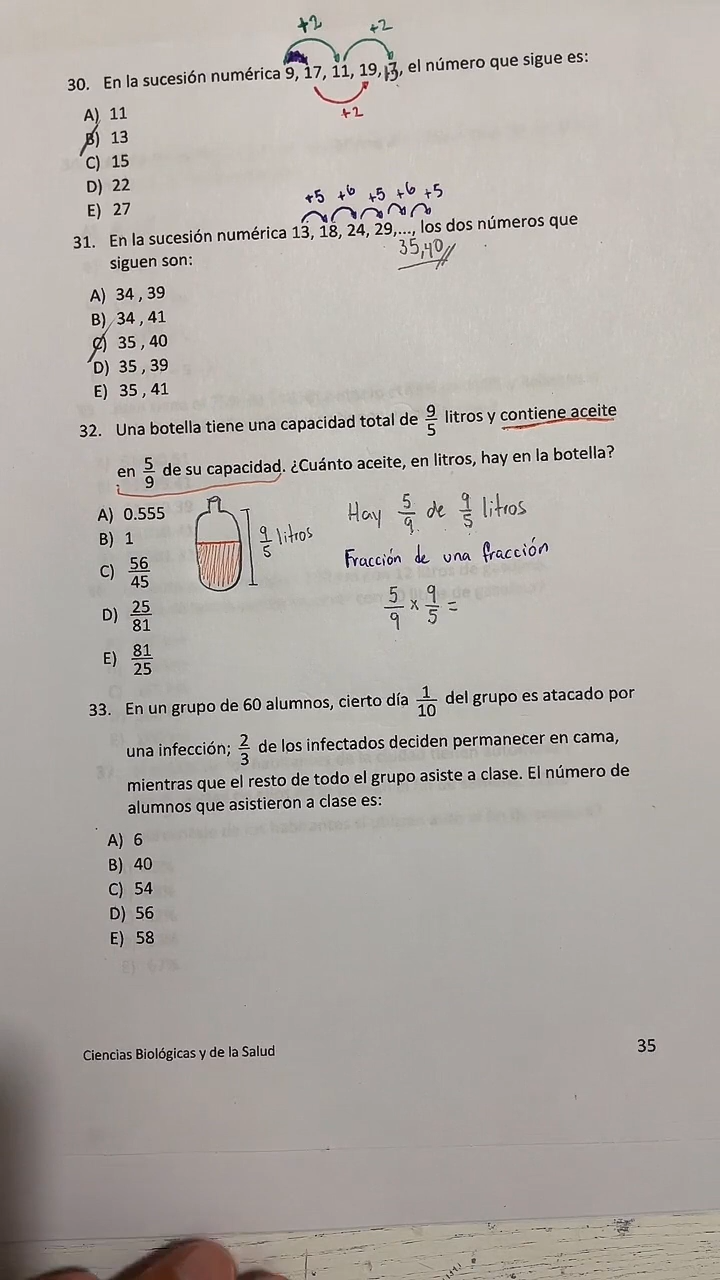 +2 +2
30. En la sucesión numérica 9, 17, 11, 19, 13, el número que sigue es:
+2
A) 11
B) 13
C) 15
D) 22
E) 27
+5 +6 +5 +6 +5
31. En la sucesión numérica 13, 18, 24, 29,..., los dos números que
siguen son:
35,40
A) 34 , 39
B) 34 , 41
C) 35 , 40
D) 35 , 39
E) 35 , 41
32. Una botella tiene una capacidad total de 9/5 litros y contiene aceite
en 5/9 de su capacidad. ¿Cuánto aceite, en litros, hay en la botella?
A) 0.555
B) 1
C) 56/45
D) 25/81
E) 81/25
9/5 litros
Hay 5/9 de 9/5 litros
Fracción de una fracción
5/9 x 9/5 =
33. En un grupo de 60 alumnos, cierto día 1/10 del grupo es atacado por
una infección; 2/3 de los infectados deciden permanecer en cama,
mientras que el resto de todo el grupo asiste a clase. El número de
alumnos que asistieron a clase es:
A) 6
B) 40
C) 54
D) 56
E) 58
Ciencias Biológicas y de la Salud
35